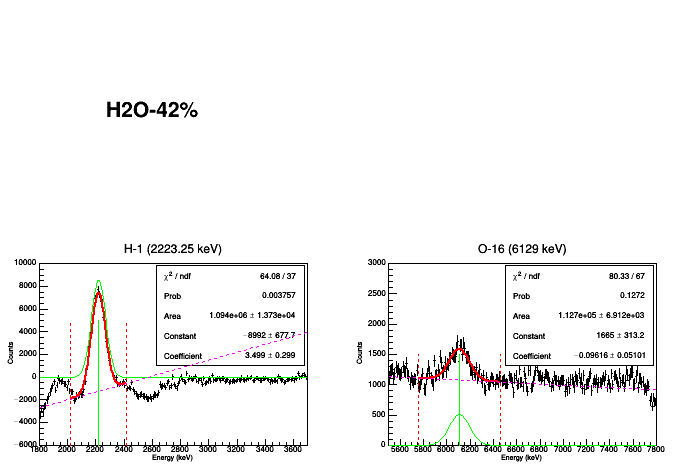 H2O-42%
H-1 (2223.25 keV)
χ² / ndf 64.08 / 37
Prob 0.003757
Area 1.094e+06 ± 1.373e+04
Constant −8992 ± 677.7
Coefficient 3.499 ± 0.299
Counts
10000
8000
6000
4000
2000
0
−2000
−4000
−6000
1800 2000 2200 2400 2600 2800 3000 3200 3400 3600
Energy (keV)
O-16 (6129 keV)
χ² / ndf 80.33 / 67
Prob 0.1272
Area 1.127e+05 ± 6.912e+03
Constant 1665 ± 313.2
Coefficient −0.09616 ± 0.05101
Counts
3000
2500
2000
1500
1000
500
0
5600 5800 6000 6200 6400 6600 6800 7000 7200 7400 7600 7800
Energy (keV)